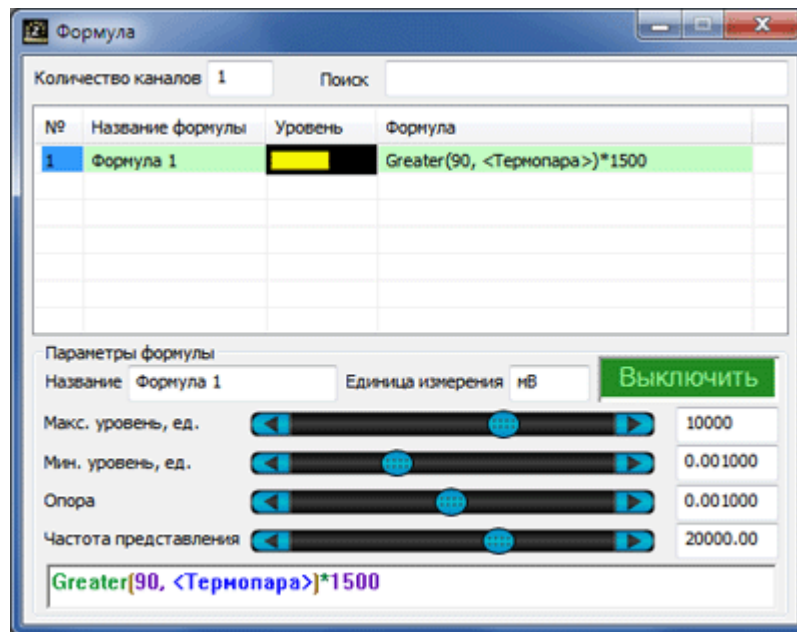 Формула
Количество каналов 1 Поиск
№ Название формулы Уровень Формула
1 Формула 1 Greater(90, <Термопара>)*1500
Параметры формулы
Название Формула 1 Единица измерения мВ Выключить
Макс. уровень, ед. 10000
Мин. уровень, ед. 0.001000
Опора 0.001000
Частота представления 20000.00
Greater(90, <Термопара>)*1500